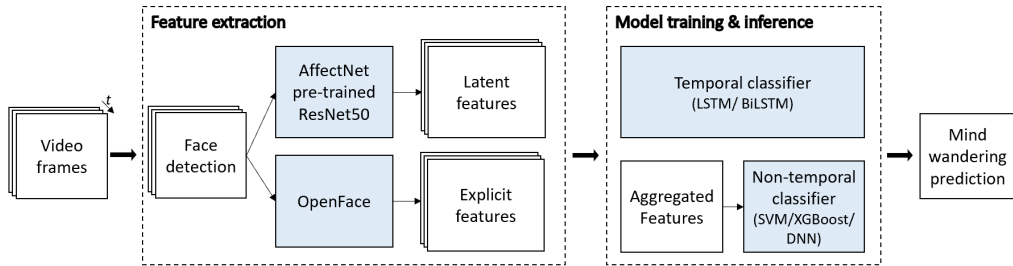 Feature extraction
Model training & inference
t
Video
frames
Face
detection
AffectNet
pre-trained
ResNet50
Latent
features
OpenFace
Explicit
features
Temporal classifier
(LSTM/ BiLSTM)
Aggregated
Features
Non-temporal
classifier
(SVM/XGBoost/
DNN)
Mind
wandering
prediction